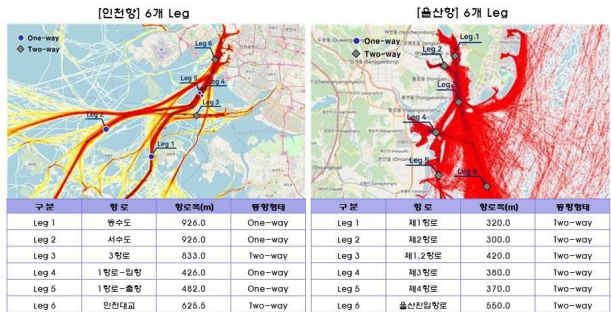 [인천항] 6개 Leg
[울산항] 6개 Leg
One-way
Two-way
Leg 6
Leg 5
Leg 4
Leg 3
Leg 2
Leg 1
One-way
Two-way
Leg.1
Leg 2
Leg 4
Leg 5
Leg 6
구 분 항 로 항로폭(m) 통항형태
Leg 1 동수도 926.0 One-way
Leg 2 서수도 926.0 One-way
Leg 3 3항로 833.0 Two-way
Leg 4 1항로-입항 426.0 One-way
Leg 5 1항로-출항 482.0 One-way
Leg 6 인천대교 625.5 Two-way
구 분 항 로 항로폭(m) 통항형태
Leg 1 제1항로 320.0 Two-way
Leg 2 제2항로 300.0 Two-way
Leg 3 제1,2항로 420.0 Two-way
Leg 4 제3항로 380.0 Two-way
Leg 5 제4항로 370.0 Two-way
Leg 6 울산진입항로 550.0 Two-way